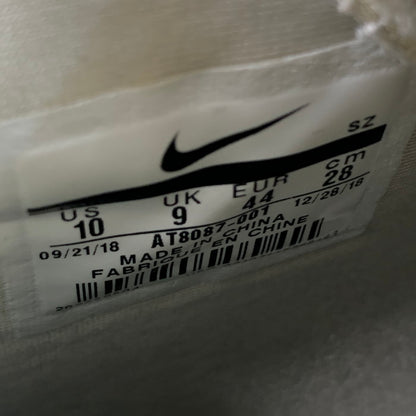 SZ
US UK EUR cm
10 9 44 28
09/21/18 AT8087-001 12/28/18
MADE IN CHINA
FABRIQUE EN CHINE